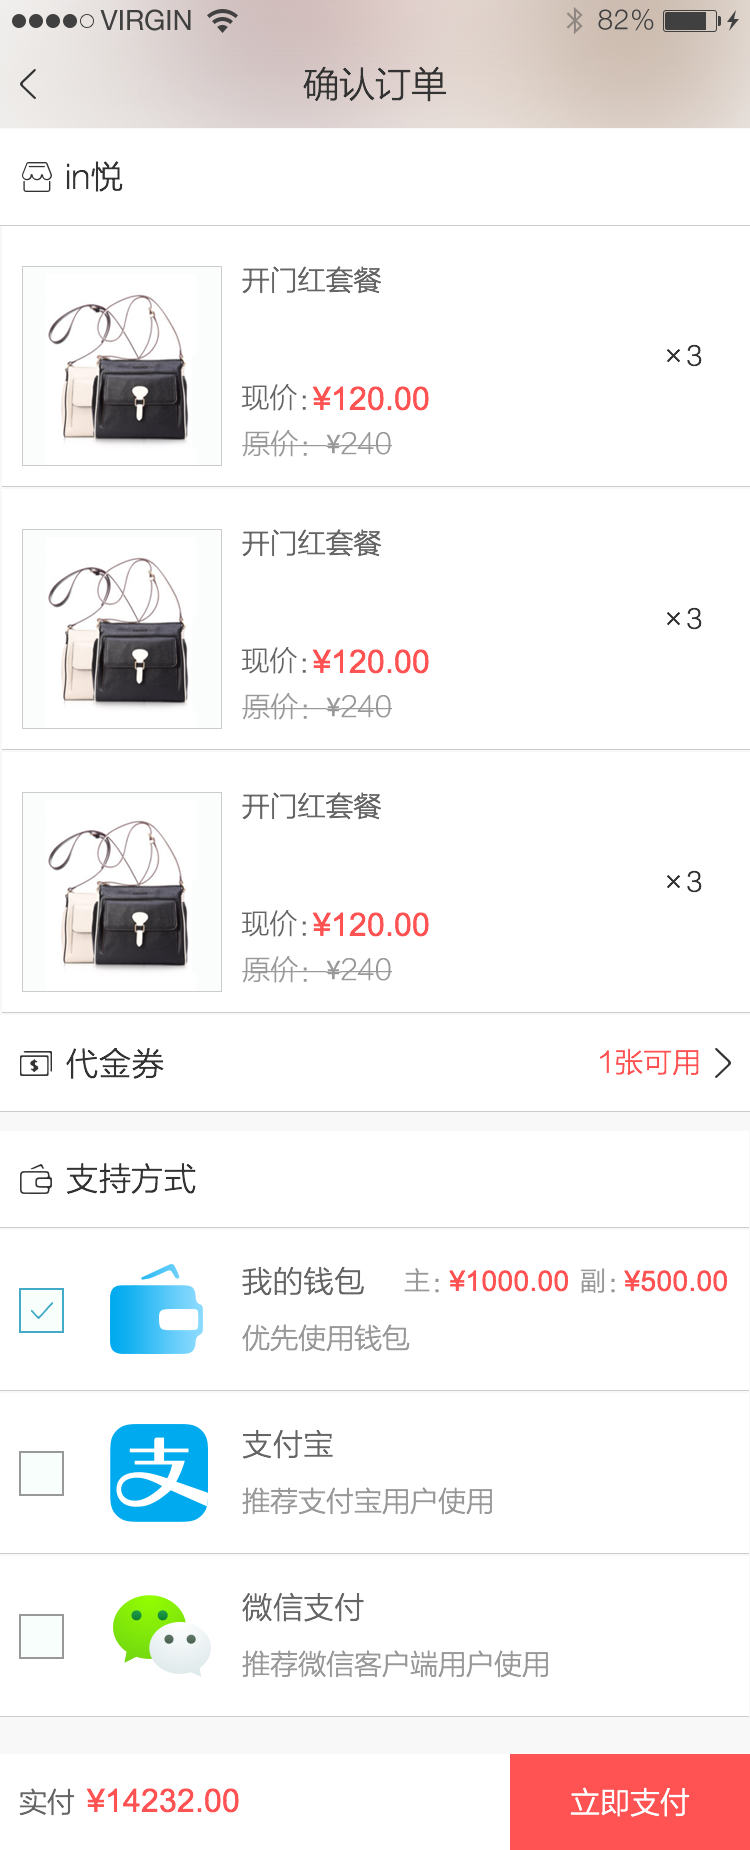 VIRGIN 82%
确认订单
in悦
开门红套餐
×3
现价:¥120.00
原价：¥240
开门红套餐
×3
现价:¥120.00
原价：¥240
开门红套餐
×3
现价:¥120.00
原价：¥240
代金券 1张可用
支持方式
我的钱包 主:¥1000.00 副:¥500.00
优先使用钱包
支付宝
推荐支付宝用户使用
微信支付
推荐微信客户端用户使用
实付 ¥14232.00 立即支付